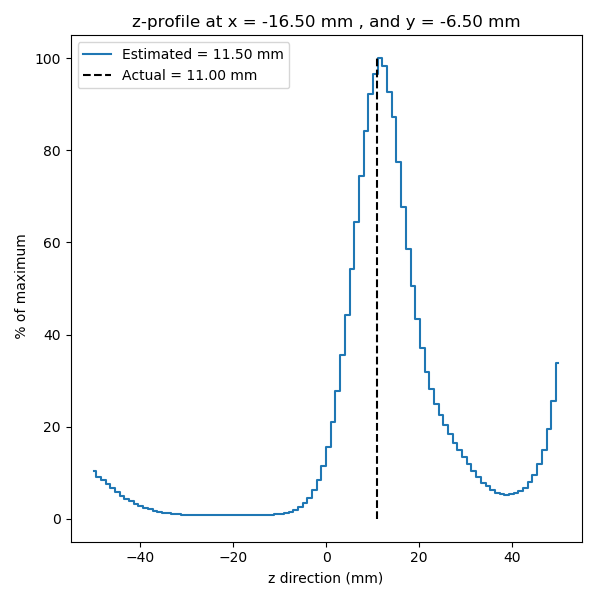 z-profile at x = -16.50 mm , and y = -6.50 mm
Estimated = 11.50 mm
Actual = 11.00 mm
100
80
60
40
20
0
% of maximum
−40 −20 0 20 40
z direction (mm)